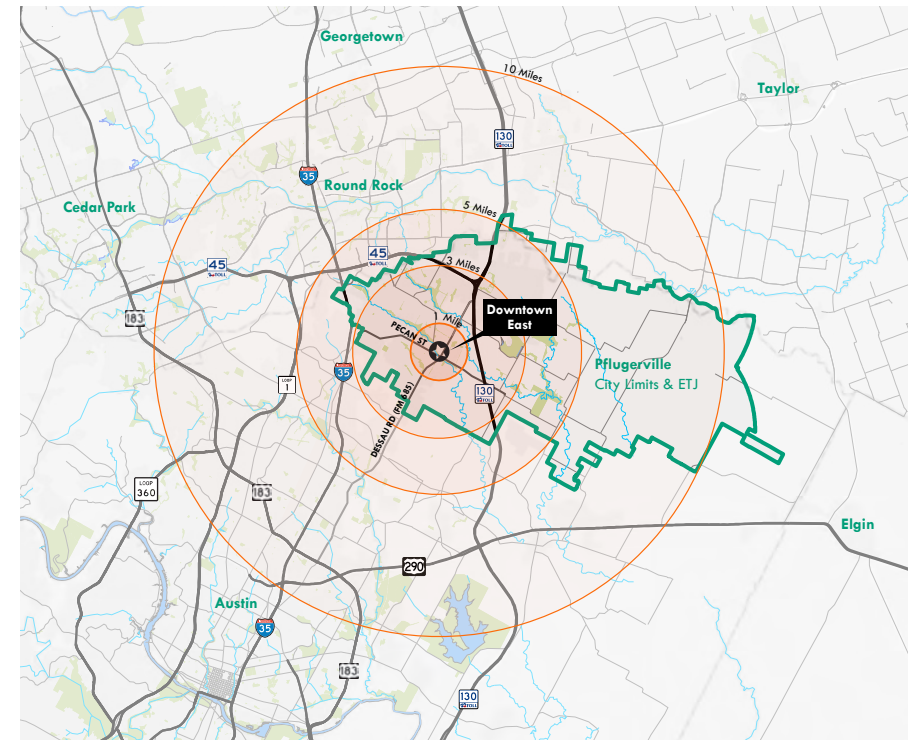 Georgetown
10 Miles
Taylor
130
TOLL
35
Round Rock
Cedar Park
5 Miles
45
TOLL
45
TOLL
3 Miles
183
Downtown
East
1 Mile
PECAN ST
Pflugerville
City Limits & ETJ
35
LOOP
1
130
TOLL
DESSAU RD (FM 685)
LOOP
360
183
Elgin
290
Austin
35
183
130
TOLL